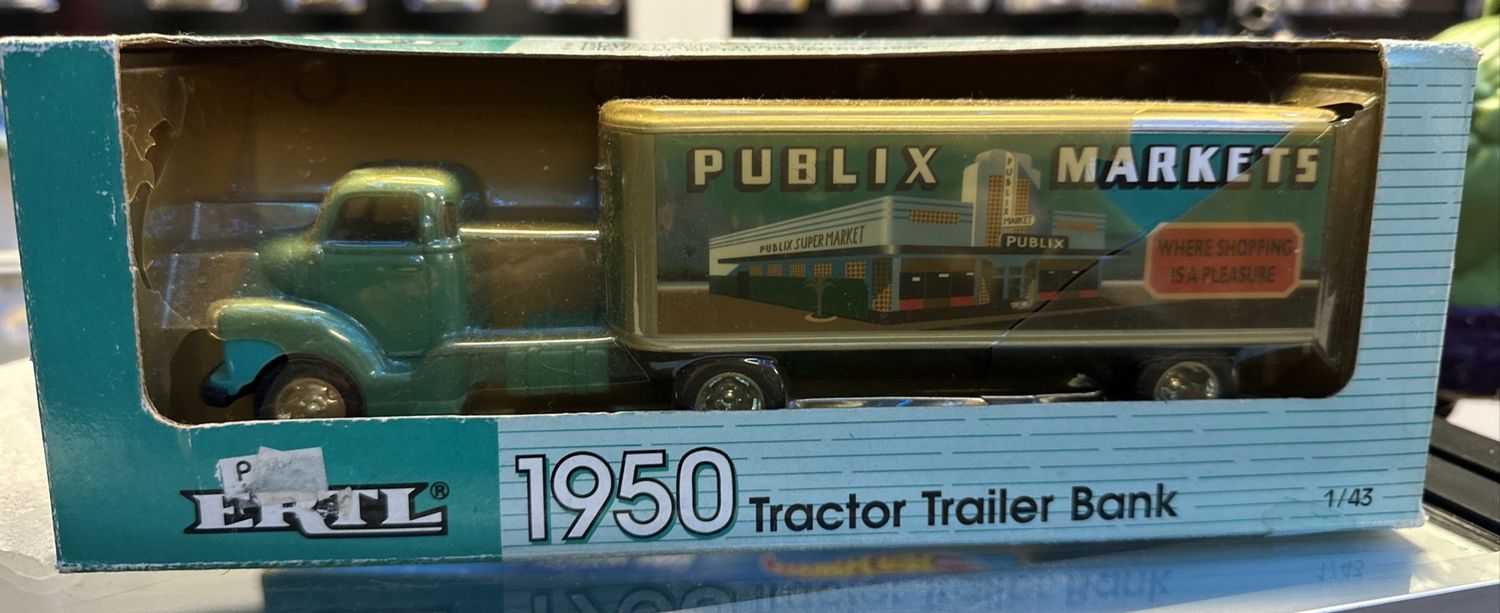 PUBLIX MARKETS
PUBLIX
MARKET
PUBLIX SUPER MARKET
PUBLIX
WHERE SHOPPING
IS A PLEASURE
P
ERTL®
1950 Tractor Trailer Bank
1/43